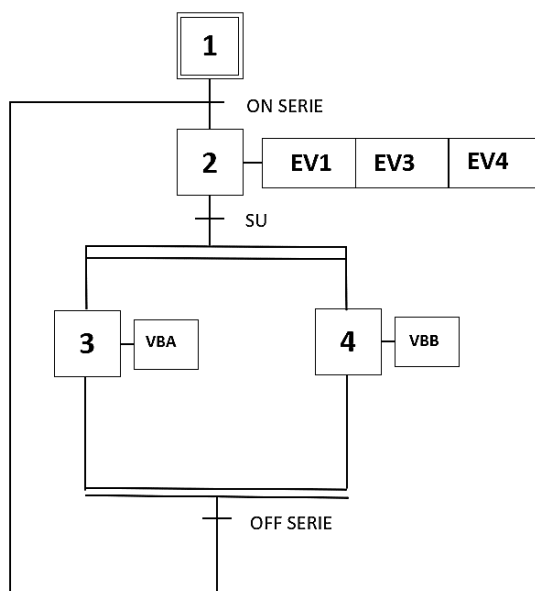 1
ON SERIE
2 EV1 EV3 EV4
SU
3 VBA 4 VBB
OFF SERIE